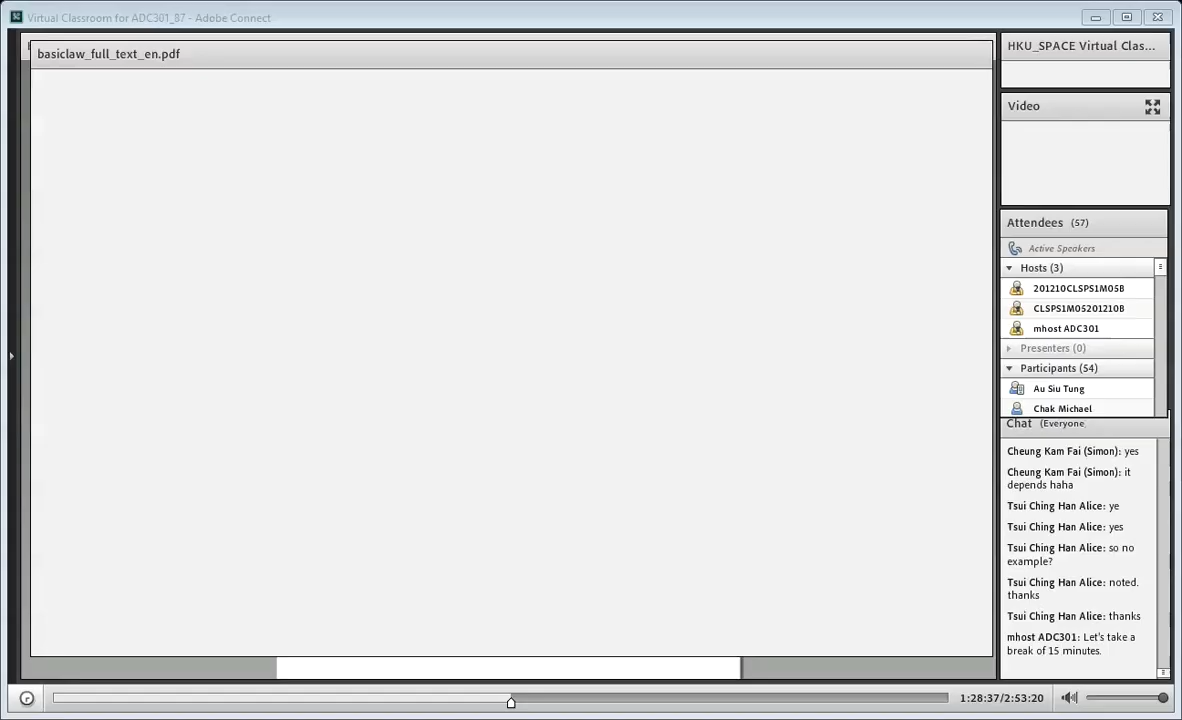 Virtual Classroom for ADC301_87 - Adobe Connect
basiclaw_full_text_en.pdf
HKU_SPACE Virtual Clas...
Video
Attendees (57)
Active Speakers
Hosts (3)
201210CLSPS1M05B
CLSPS1M05201210B
mhost ADC301
Presenters (0)
Participants (54)
Au Siu Tung
Chak Michael
Chat (Everyone
Cheung Kam Fai (Simon): yes
Cheung Kam Fai (Simon): it
depends haha
Tsui Ching Han Alice: ye
Tsui Ching Han Alice: yes
Tsui Ching Han Alice: so no
example?
Tsui Ching Han Alice: noted.
thanks
Tsui Ching Han Alice: thanks
mhost ADC301: Let's take a
break of 15 minutes.
1:28:37/2:53:20